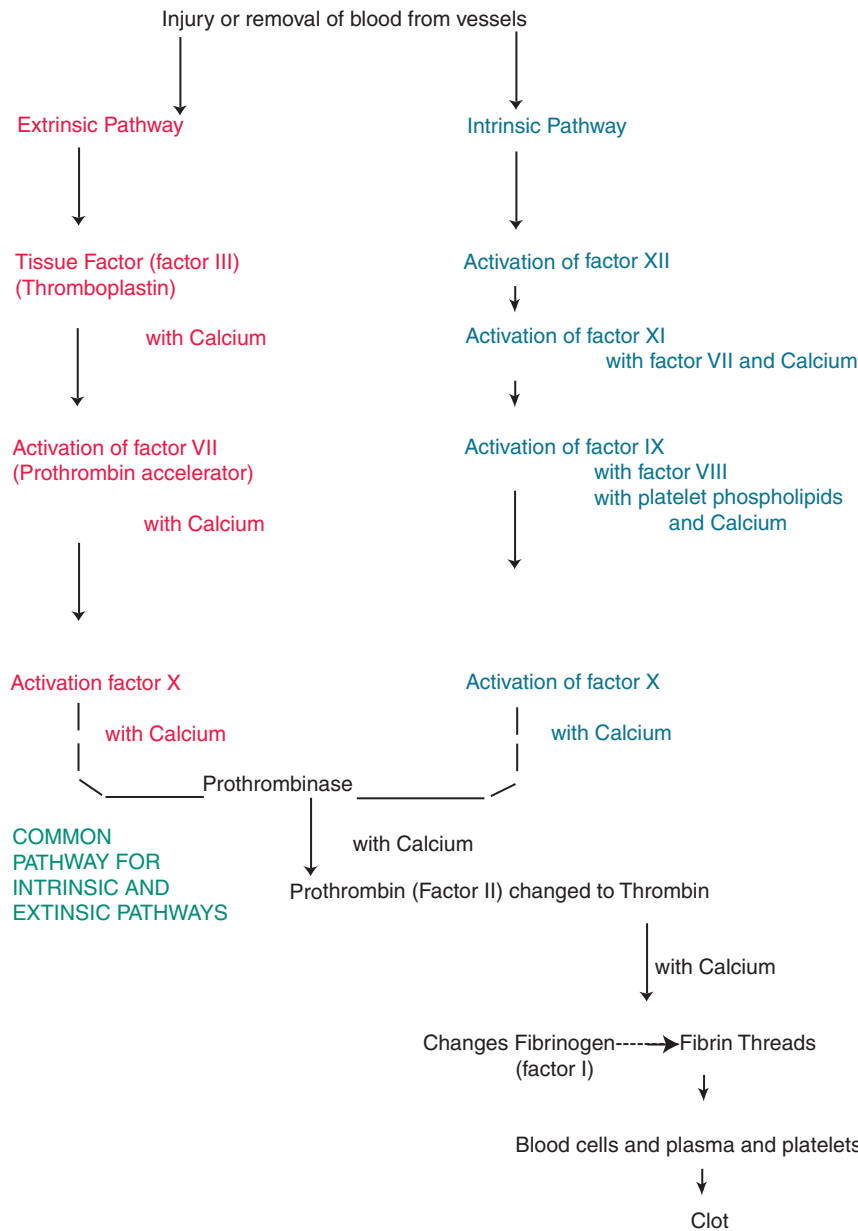 Injury or removal of blood from vessels
Extrinsic Pathway
Intrinsic Pathway
Tissue Factor (factor III)
(Thromboplastin)
Activation of factor XII
with Calcium
Activation of factor XI
with factor VII and Calcium
Activation of factor VII
(Prothrombin accelerator)
with Calcium
Activation of factor IX
with factor VIII
with platelet phospolipids
and Calcium
Activation factor X
with Calcium
Activation of factor X
with Calcium
Prothrombinase
COMMON
PATHWAY FOR
INTRINSIC AND
EXTINSIC PATHWAYS
with Calcium
Prothrombin (Factor II) changed to Thrombin
with Calcium
Changes Fibrinogen
(factor I)
Fibrin Threads
Blood cells and plasma and platelets
Clot